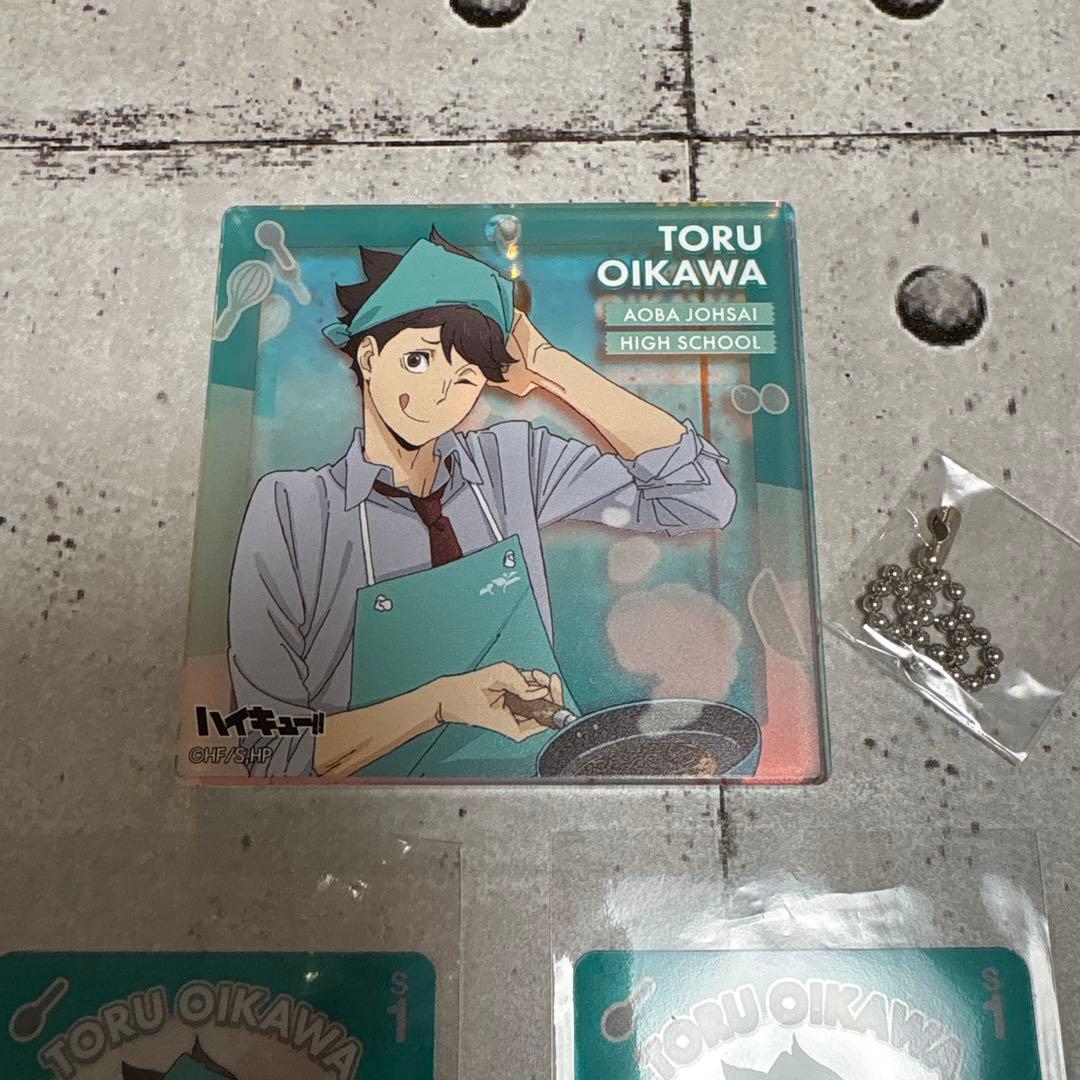 TORU
OIKAWA
AOBA JOHSAI
HIGH SCHOOL
ハイキュー!!
©HF/S,HP
TORU OIKAWA
S
1
TORU OIKAWA
S
1